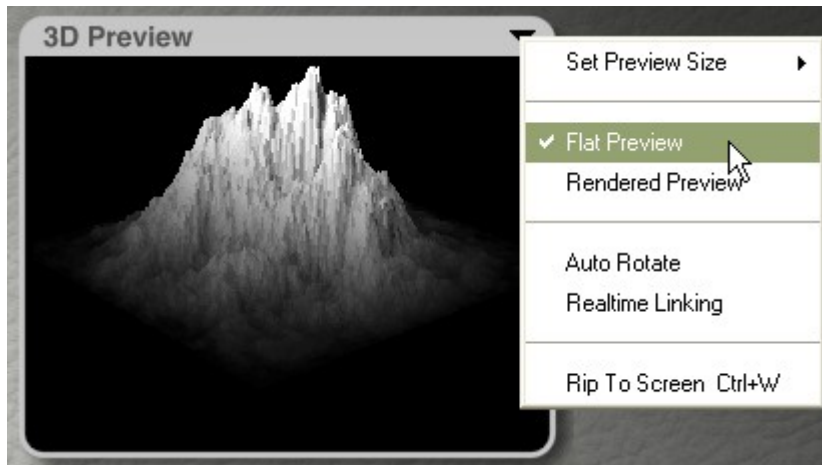 3D Preview
Set Preview Size
Flat Preview
Rendered Preview
Auto Rotate
Realtime Linking
Rip To Screen Ctrl+W